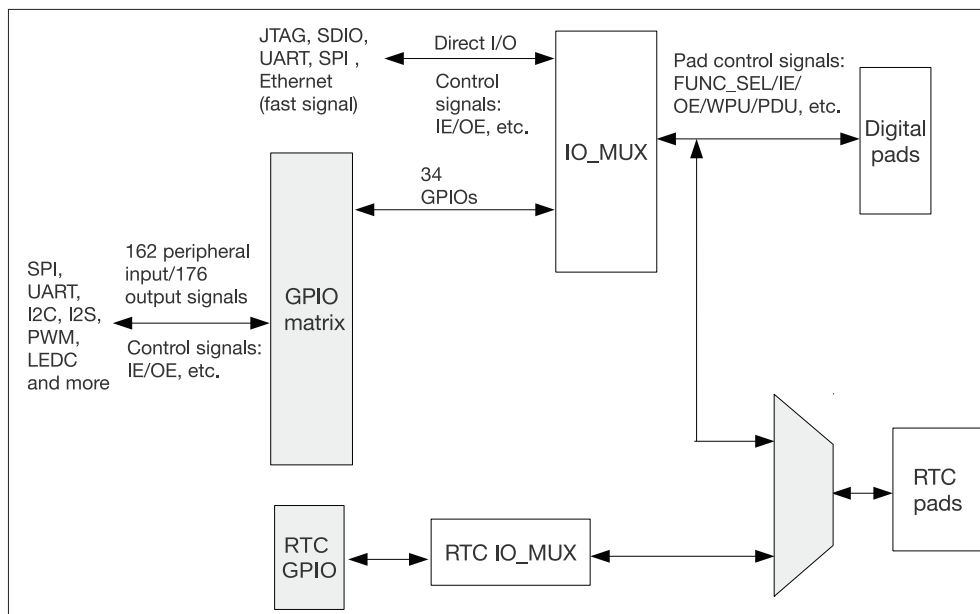 JTAG, SDIO,
UART, SPI ,
Ethernet
(fast signal)
Direct I/O
Control
signals:
IE/OE, etc.
IO_MUX
Pad control signals:
FUNC_SEL/IE/
OE/WPU/PDU, etc.
Digital
pads
34
GPIOs
SPI,
UART,
I2C, I2S,
PWM,
LEDC
and more
162 peripheral
input/176
output signals
Control signals:
IE/OE, etc.
GPIO
matrix
RTC
GPIO
RTC IO_MUX
RTC
pads